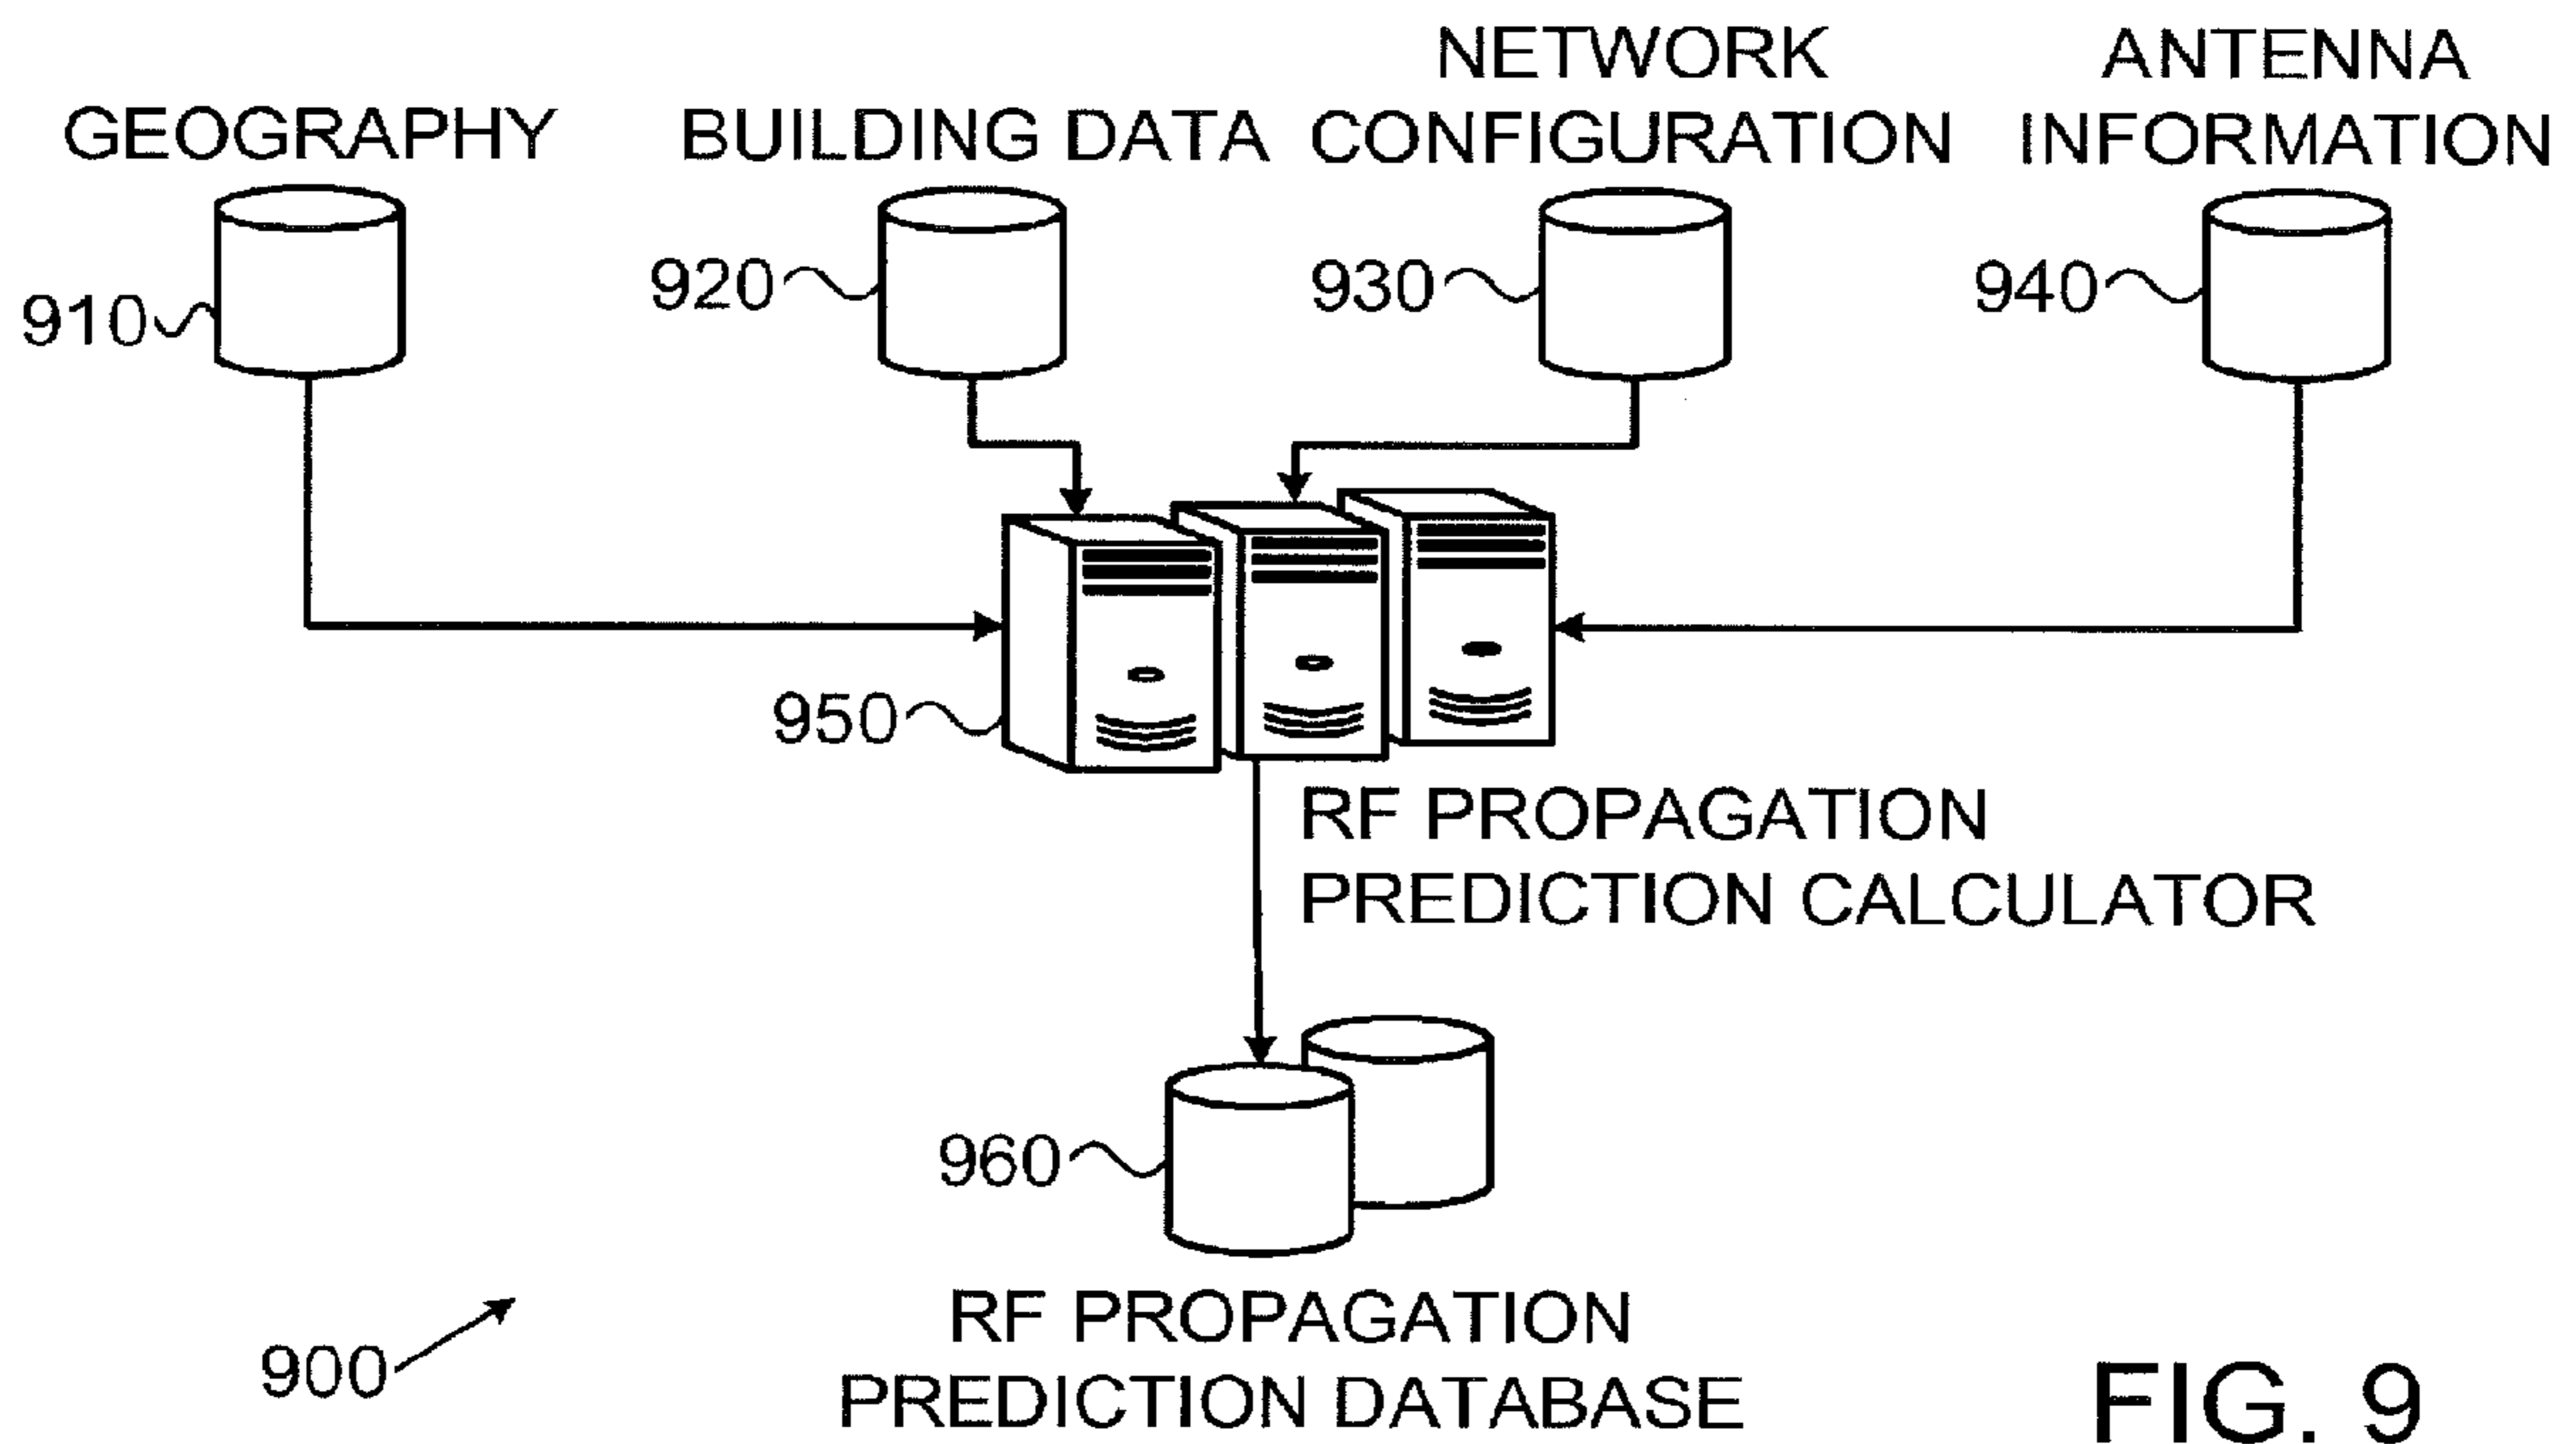 GEOGRAPHY
BUILDING DATA
NETWORK
CONFIGURATION
ANTENNA
INFORMATION
910
920
930
940
950
RF PROPAGATION
PREDICTION CALCULATOR
960
RF PROPAGATION
PREDICTION DATABASE
900
FIG. 9